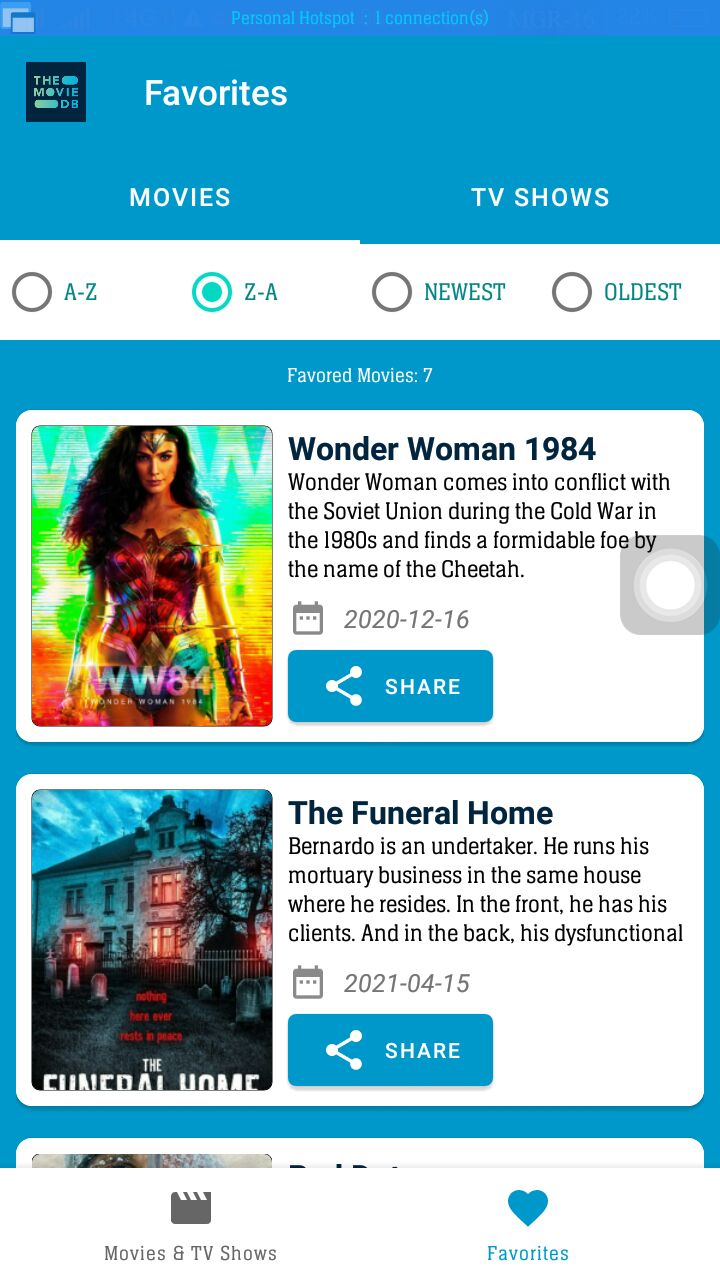 Personal Hotspot : 1 connection(s)
THE
MOVIE
DB
Favorites
MOVIES
TV SHOWS
A-Z
Z-A
NEWEST
OLDEST
Favored Movies: 7
WW84
WONDER WOMAN 1984
Wonder Woman 1984
Wonder Woman comes into conflict with
the Soviet Union during the Cold War in
the 1980s and finds a formidable foe by
the name of the Cheetah.
2020-12-16
SHARE
nothing
here ever
rests in peace
THE
FUNERAL HOME
The Funeral Home
Bernardo is an undertaker. He runs his
mortuary business in the same house
where he resides. In the front, he has his
clients. And in the back, his dysfunctional
2021-04-15
SHARE
Movies & TV Shows
Favorites